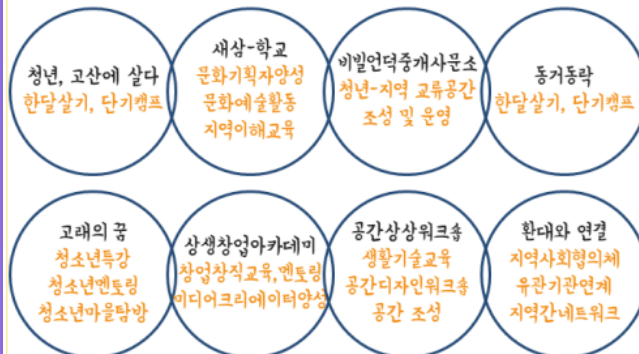 청년, 고산에 살다
한달살기, 단기캠프
새삼-학교
문화기획자양성
문화예술활동
지역이해교육
비빌언덕중개사무소
청년-지역 교류공간
조성 및 운영
동거동락
한달살기, 단기캠프
고래의 꿈
청소년특강
청소년멘토링
청소년마을탐방
상생창업아카데미
창업창직교육,멘토링
미디어크리에이터양성
공간상상워크숍
생활기술교육
공간디자인워크숍
공간 조성
환대와 연결
지역사회협의체
유관기관연계
지역간네트워크